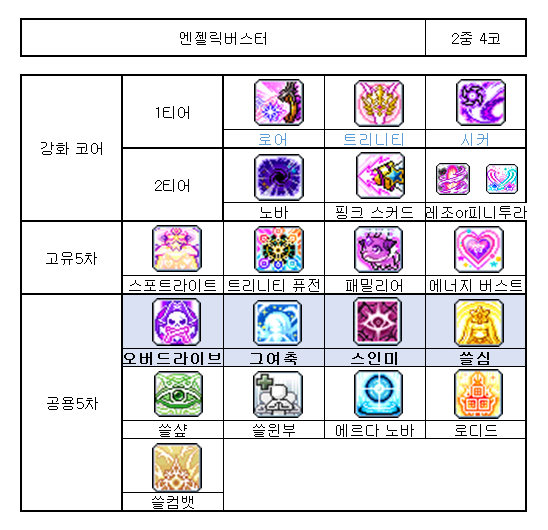 엔젤릭버스터 2중 4코
강화 코어
1티어
로어 트리니티 시커
2티어
노바 핑크 스커드 레조or피니투라
고유5차
스포트라이트 트리니티 퓨전 패밀리어 에너지 버스트
공용5차
오버드라이브 그여축 스인미 쓸심
쓸샾 쓸윈부 에르다 노바 로디드
쓸컴뱃